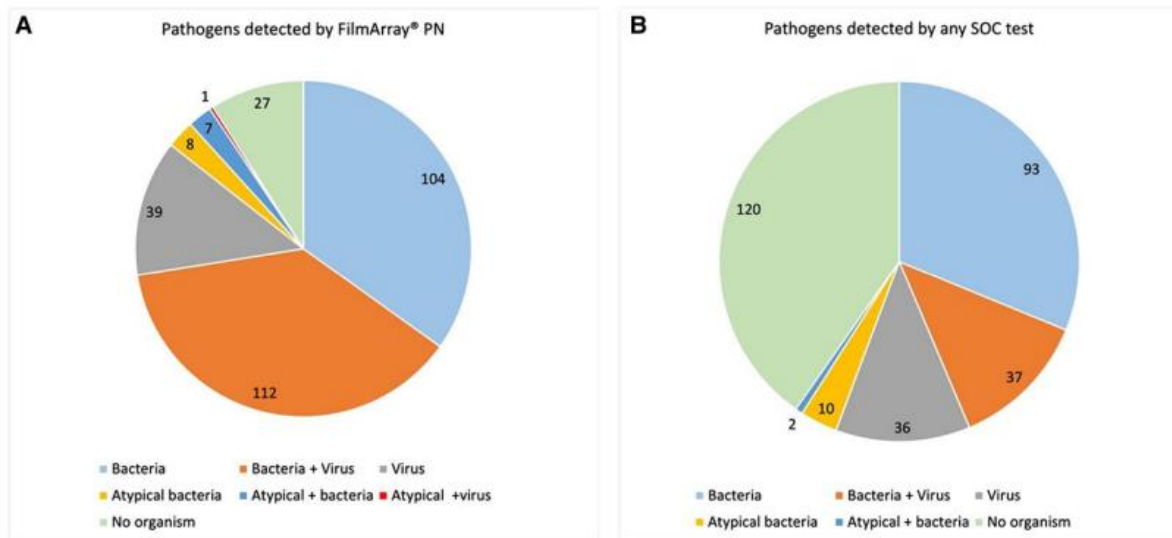 A
Pathogens detected by FilmArray® PN
1
27
7
8
104
39
112
Bacteria Bacteria + Virus Virus
Atypical bacteria Atypical + bacteria Atypical +virus
No organism
B
Pathogens detected by any SOC test
93
120
37
10
2
36
Bacteria Bacteria + Virus Virus
Atypical bacteria Atypical + bacteria No organism